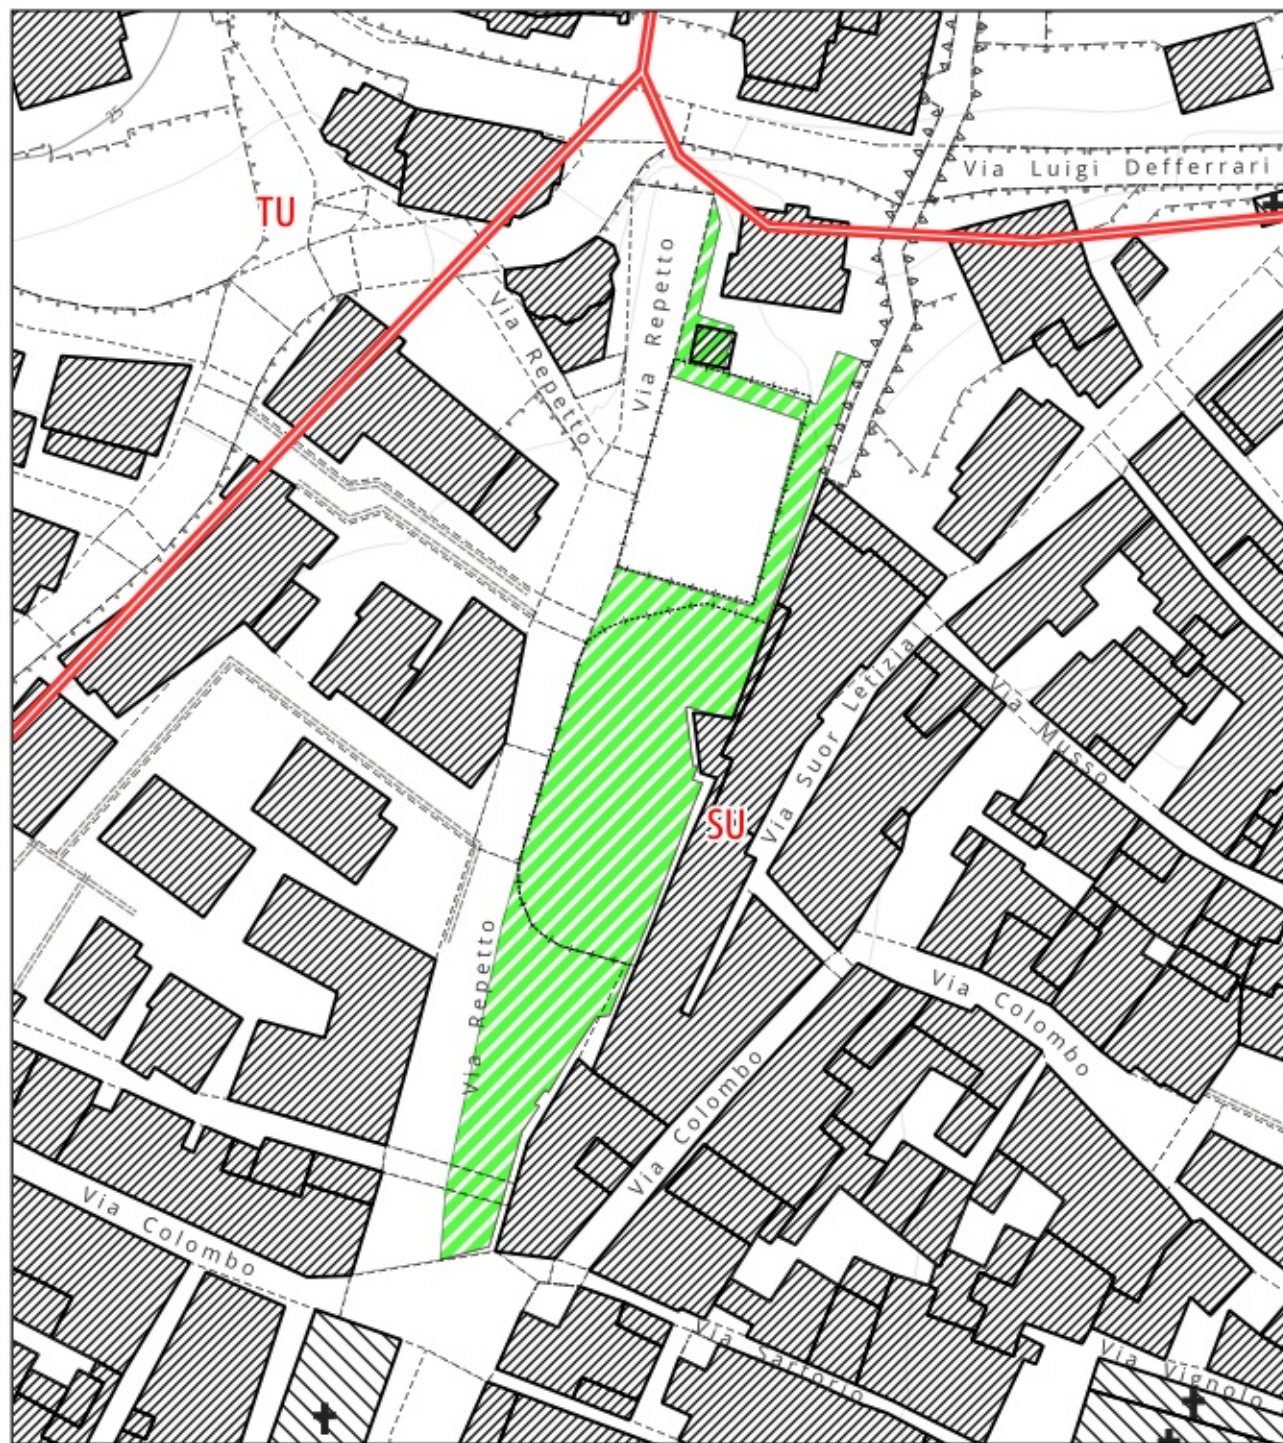 Via Luigi Defferrari
25
TU
Via Repetto
Via Repetto
Via Suor Letizia
Via Musso
SU
Via Repetto
Via Colombo
Via Colombo
Via Colombo
Via Sartorio
Via Vignolo